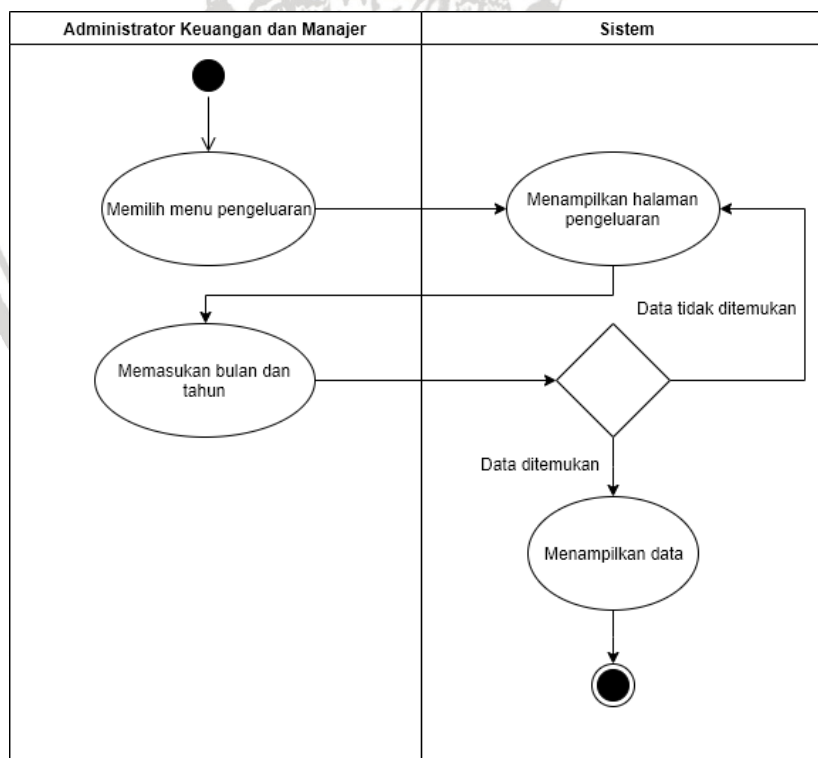 Administrator Keuangan dan Manajer
Sistem
Memilih menu pengeluaran
Menampilkan halaman
pengeluaran
Data tidak ditemukan
Memasukan bulan dan
tahun
Data ditemukan
Menampilkan data